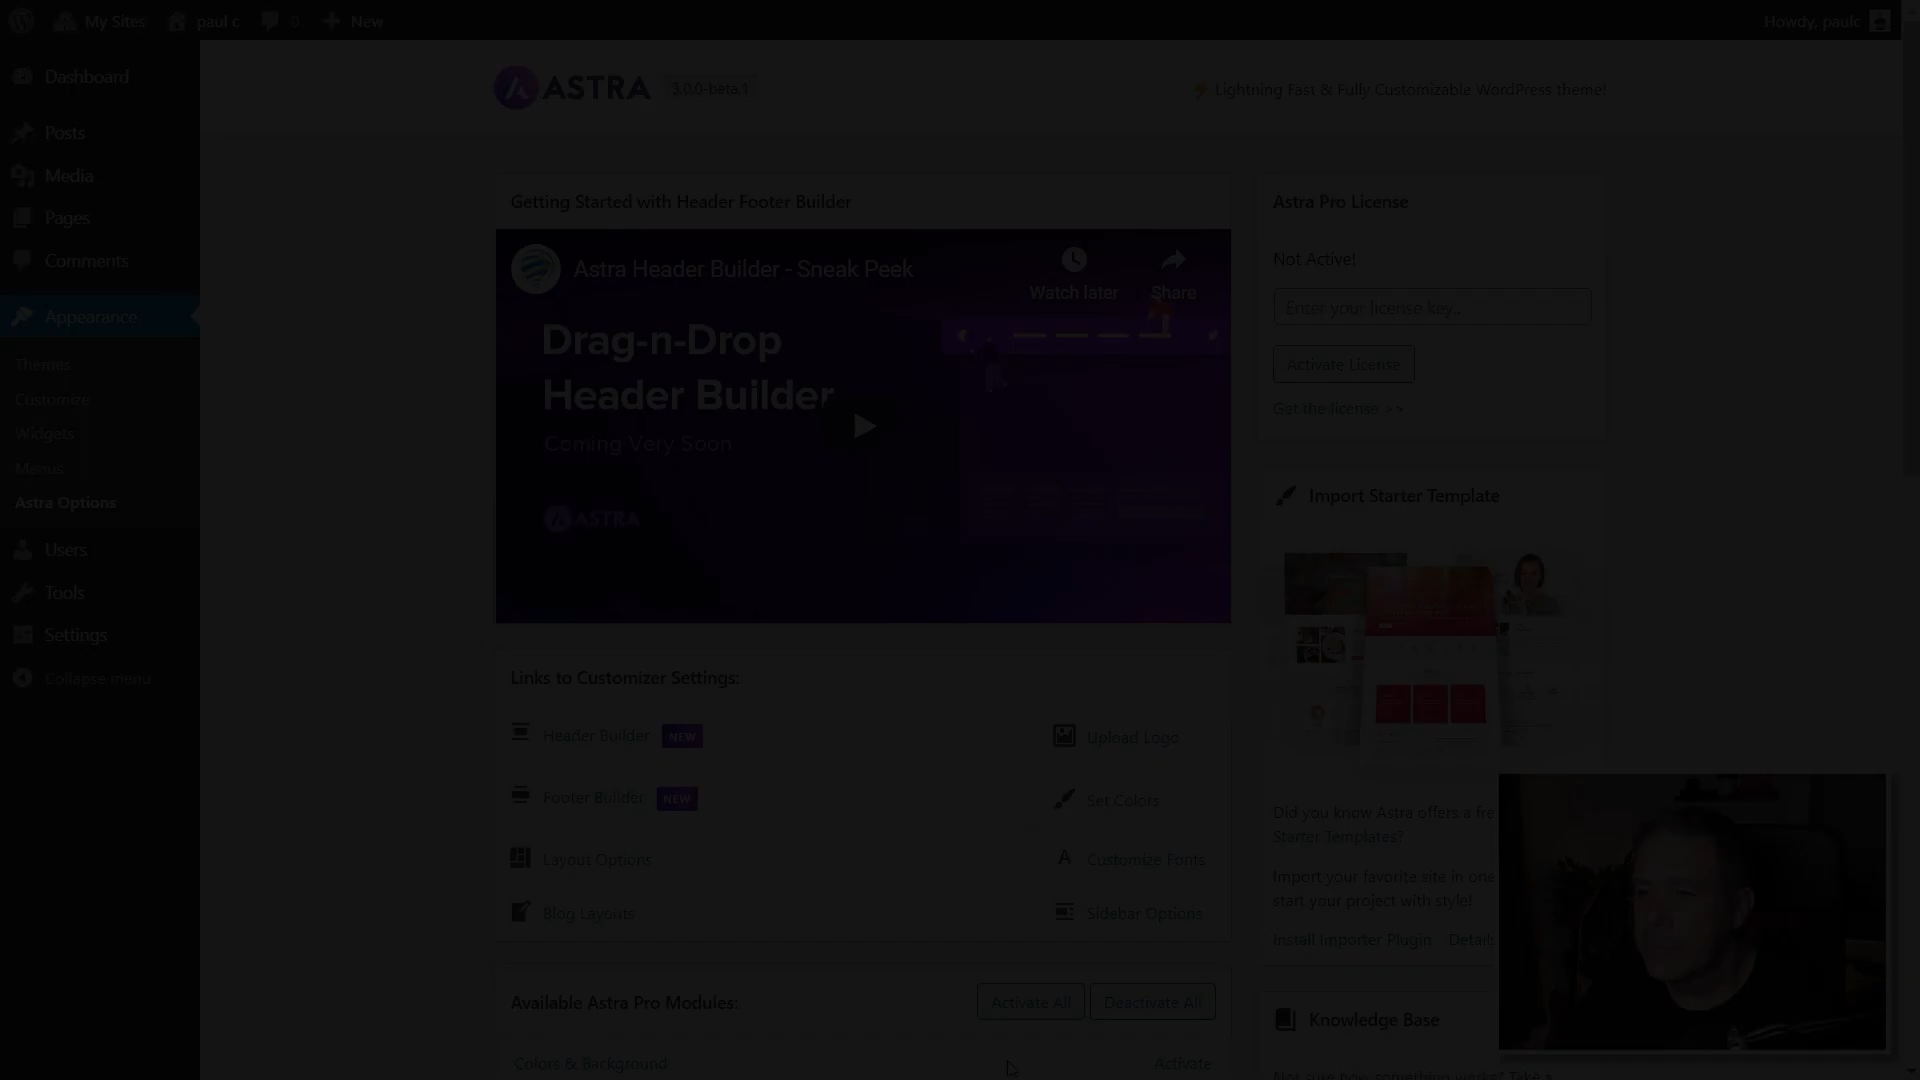 My Sites
paul c
0
New
Howdy, paulc
Dashboard
Posts
Media
Pages
Comments
Appearance
Themes
Customize
Widgets
Menus
Astra Options
Users
Tools
Settings
Collapse menu
ASTRA
3.0.0-beta.1
Lightning Fast & Fully Customizable WordPress theme!
Getting Started with Header Footer Builder
Astra Header Builder - Sneak Peek
Watch later
Share
Drag-n-Drop
Header Builder
Coming Very Soon
ASTRA
Links to Customizer Settings:
Header Builder NEW
Upload Logo
Footer Builder NEW
Set Colors
Layout Options
Customize Fonts
Blog Layouts
Sidebar Options
Available Astra Pro Modules:
Activate All
Deactivate All
Colors & Background
Activate
Astra Pro License
Not Active!
Enter your license key..
Activate License
Get the license >>
Import Starter Template
Did you know Astra offers a fre
Starter Templates?
Import your favorite site in one
start your project with style!
Install Importer Plugin
Details
Knowledge Base
Not sure how something works? Take a